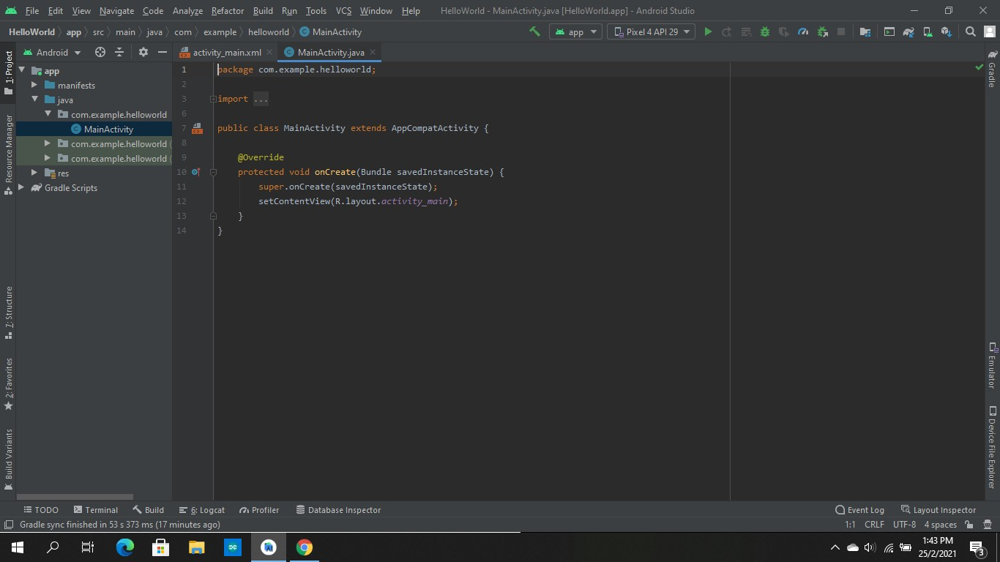 File Edit View Navigate Code Analyze Refactor Build Run Tools VCS Window Help HelloWorld - MainActivity.java [HelloWorld.app] - Android Studio
HelloWorld app src main java com example helloworld MainActivity app Pixel 4 API 29
1: Project
Resource Manager
7: Structure
2: Favorites
Build Variants
Android
app
manifests
java
com.example.helloworld
MainActivity
com.example.helloworld (
com.example.helloworld (
res
Gradle Scripts
activity_main.xml MainActivity.java
1 package com.example.helloworld;
2
3 import ...
6
7 public class MainActivity extends AppCompatActivity {
8
9 @Override
10 protected void onCreate(Bundle savedInstanceState) {
11 super.onCreate(savedInstanceState);
12 setContentView(R.layout.activity_main);
13 }
14 }
Gradle
Emulator
Device File Explorer
TODO Terminal Build 6: Logcat Profiler Database Inspector Event Log Layout Inspector
Gradle sync finished in 53 s 373 ms (17 minutes ago) 1:1 CRLF UTF-8 4 spaces
1:43 PM
25/2/2021
3